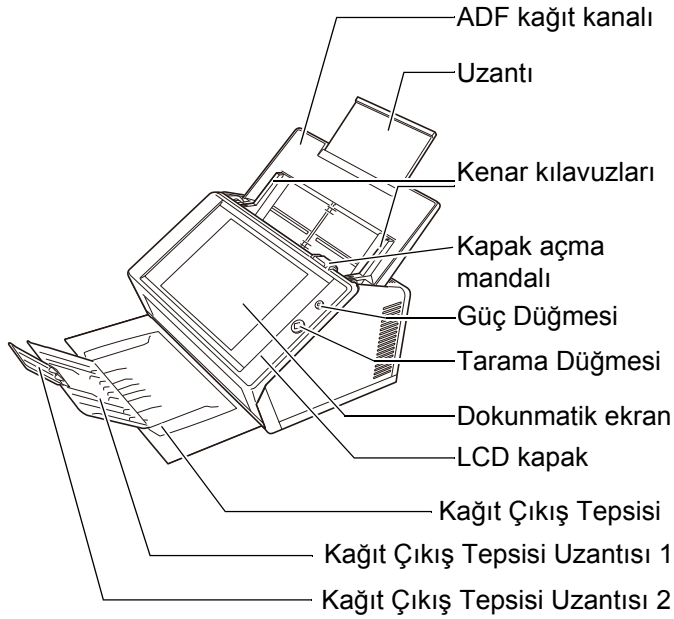 ADF kağıt kanalı
Uzantı
Kenar kılavuzları
Kapak açma
mandalı
Güç Düğmesi
Tarama Düğmesi
Dokunmatik ekran
LCD kapak
Kağıt Çıkış Tepsisi
Kağıt Çıkış Tepsisi Uzantısı 1
Kağıt Çıkış Tepsisi Uzantısı 2